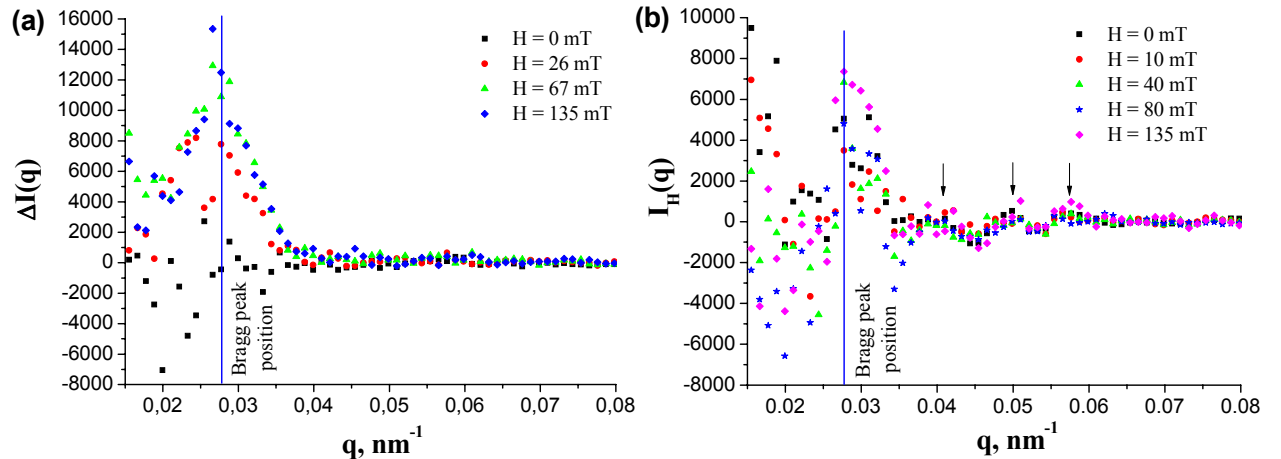 (a)
16000
14000
12000
10000
8000
6000
4000
2000
0
-2000
-4000
-6000
-8000
ΔI(q)
H = 0 mT
H = 26 mT
H = 67 mT
H = 135 mT
Bragg peak
position
0,02 0,03 0,04 0,05 0,06 0,07 0,08
q, nm⁻¹
(b)
10000
8000
6000
4000
2000
0
-2000
-4000
-6000
-8000
I_H(q)
H = 0 mT
H = 10 mT
H = 40 mT
H = 80 mT
H = 135 mT
Bragg peak
position
0.02 0.03 0.04 0.05 0.06 0.07 0.08
q, nm⁻¹